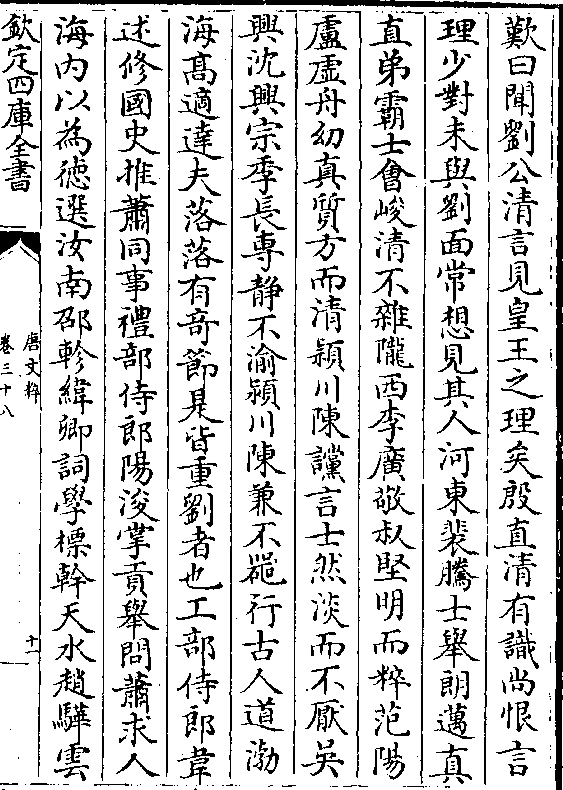 歎曰聞劉公清言見皇王之理矣殷直清有識尚恨言
理少對未與劉面常想見其人河東裴騰士舉朗邁真
直弟霸士會峻清不雜隴西李廣敬叔堅明而粹范陽
盧虛舟幼真質方而清潁川陳讜言士然淡而不厭吳
興沈興宗季長專静不渝潁川陳兼不器行古人道渤
海高適達夫落落有竒節是皆重劉者也工部侍郎韋
述修國史推蕭同事禮部侍郎陽浚掌貢舉問蕭求人
海内以為徳選汝南邵軫緯卿詞學標幹天水趙驊雲
欽定四庫全書
唐文粹
卷三十八
十一